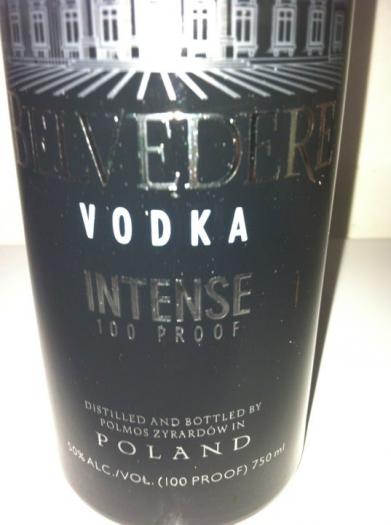 BELVEDERE
VODKA
INTENSE
100 PROOF
DISTILLED AND BOTTLED BY
POLMOS ZYRARDÓW IN
POLAND
50% ALC./VOL. (100 PROOF) 750 ml